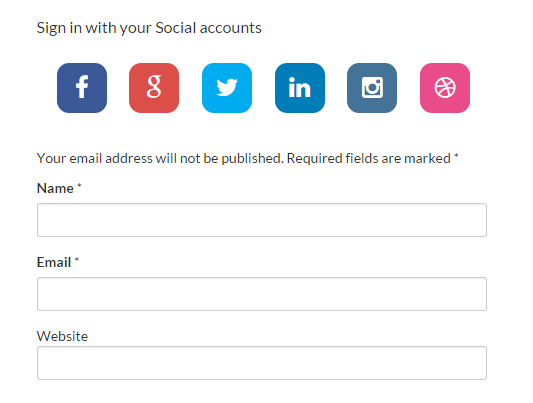 Sign in with your Social accounts
f g in
Your email address will not be published. Required fields are marked *
Name *
Email *
Website